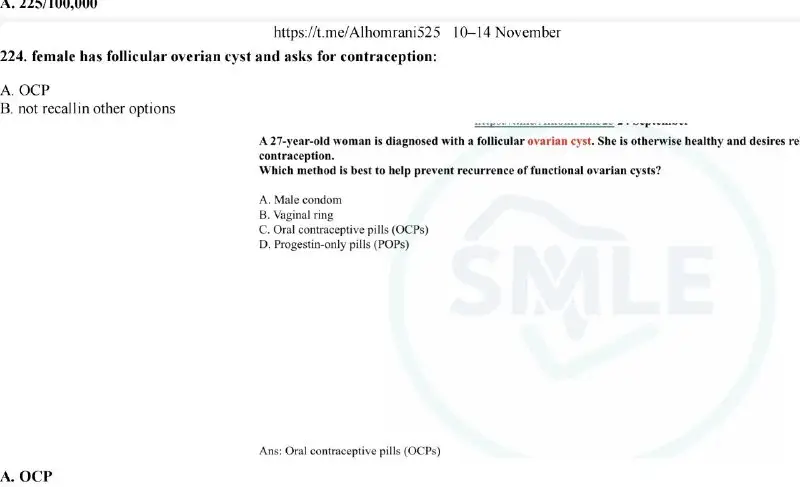 A. 225/100,000
https://t.me/Alhomrani525 10–14 November
224. female has follicular overian cyst and asks for contraception:
A. OCP
B. not recallin other options
A 27-year-old woman is diagnosed with a follicular ovarian cyst. She is otherwise healthy and desires re
contraception.
Which method is best to help prevent recurrence of functional ovarian cysts?
A. Male condom
B. Vaginal ring
C. Oral contraceptive pills (OCPs)
D. Progestin-only pills (POPs)
SMLE
Ans: Oral contraceptive pills (OCPs)
A. OCP